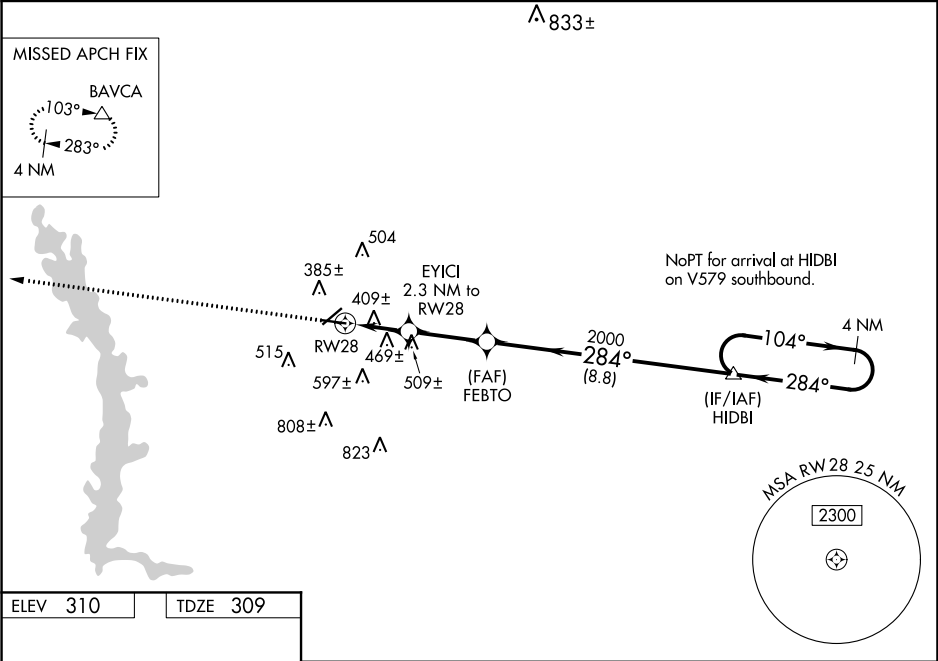 833±
MISSED APCH FIX
BAVCA
103°
283°
4 NM
504
385±
EYICI
2.3 NM to
RW28
409±
NoPT for arrival at HIDBI
on V579 southbound.
RW28
515
469±
509±
597±
(FAF)
FEBTO
2000
284°
(8.8)
104°
4 NM
284°
(IF/IAF)
HIDBI
808±
823
MSA RW 28 25 NM
2300
ELEV 310
TDZE 309